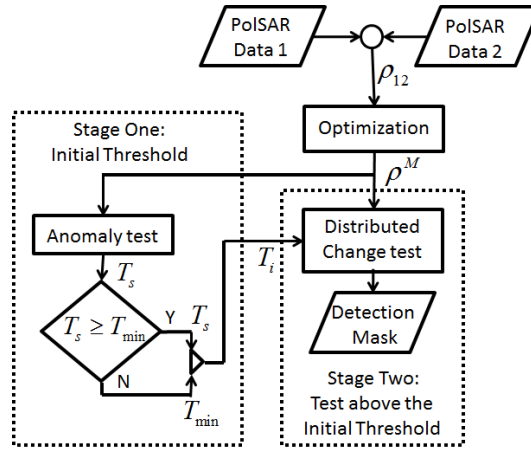 PolSAR
Data 1
PolSAR
Data 2
ρ₁₂
Optimization
ρᴹ
Stage One:
Initial Threshold
Anomaly test
Tₛ
Tₛ ≥ Tₘᵢₙ
Y
Tₛ
N
Tₘᵢₙ
Tᵢ
Distributed
Change test
Detection
Mask
Stage Two:
Test above the
Initial Threshold